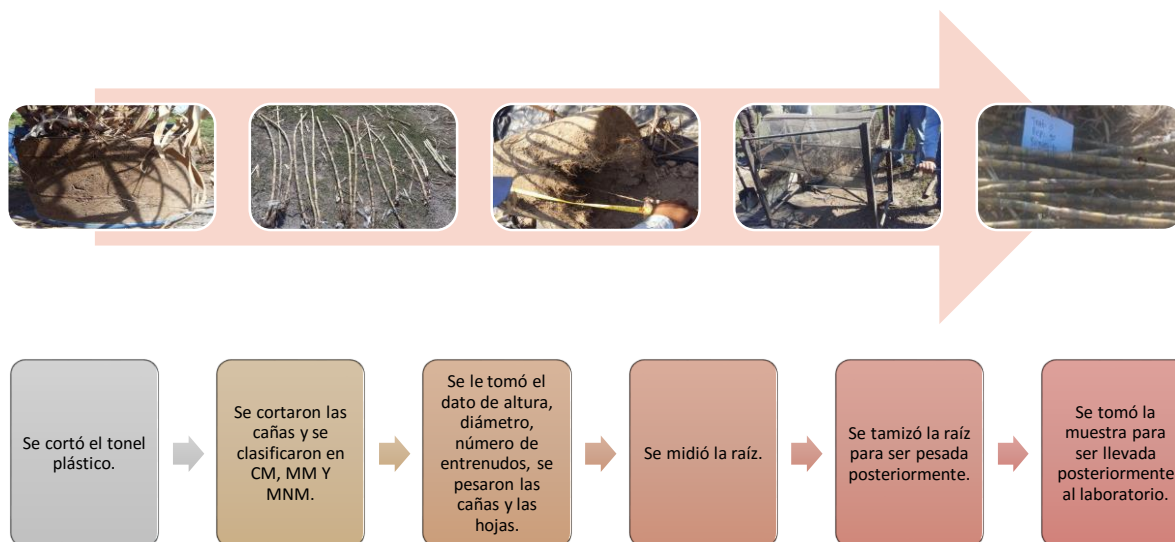 Se cortó el tonel
plástico.
Se cortaron las
cañas y se
clasificaron en
CM, MM Y
MNM.
Se le tomó el
dato de altura,
diámetro,
número de
entrenudos, se
pesaron las
cañas y las
hojas.
Se midió la raíz.
Se tamizó la raíz
para ser pesada
posteriormente.
Se tomó la
muestra para
ser llevada
posteriormente
al laboratorio.